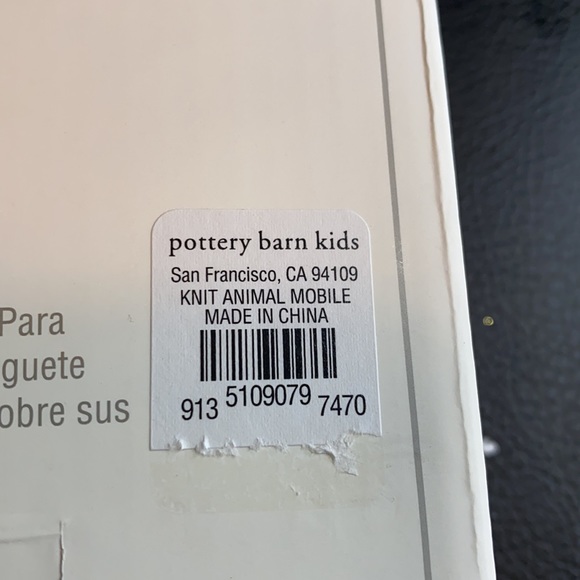 pottery barn kids
San Francisco, CA 94109
KNIT ANIMAL MOBILE
MADE IN CHINA
913 5109079 7470
Para
guete
obre sus